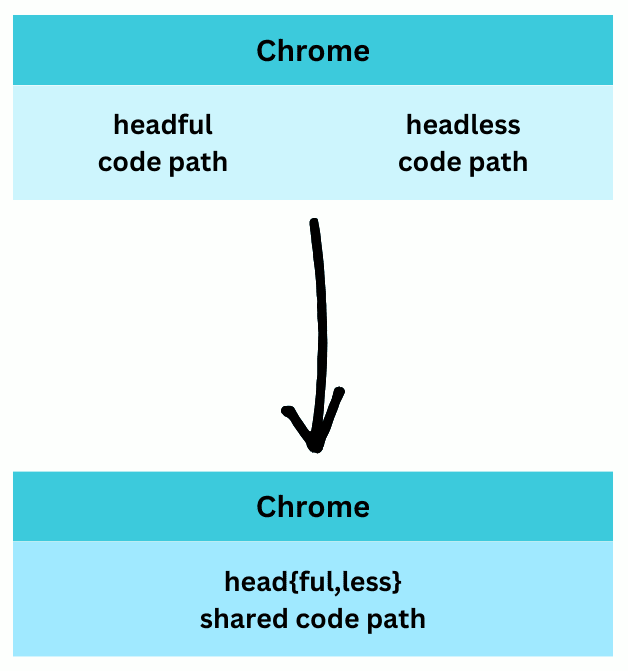 Chrome
headful
code path
headless
code path
Chrome
head{ful,less}
shared code path